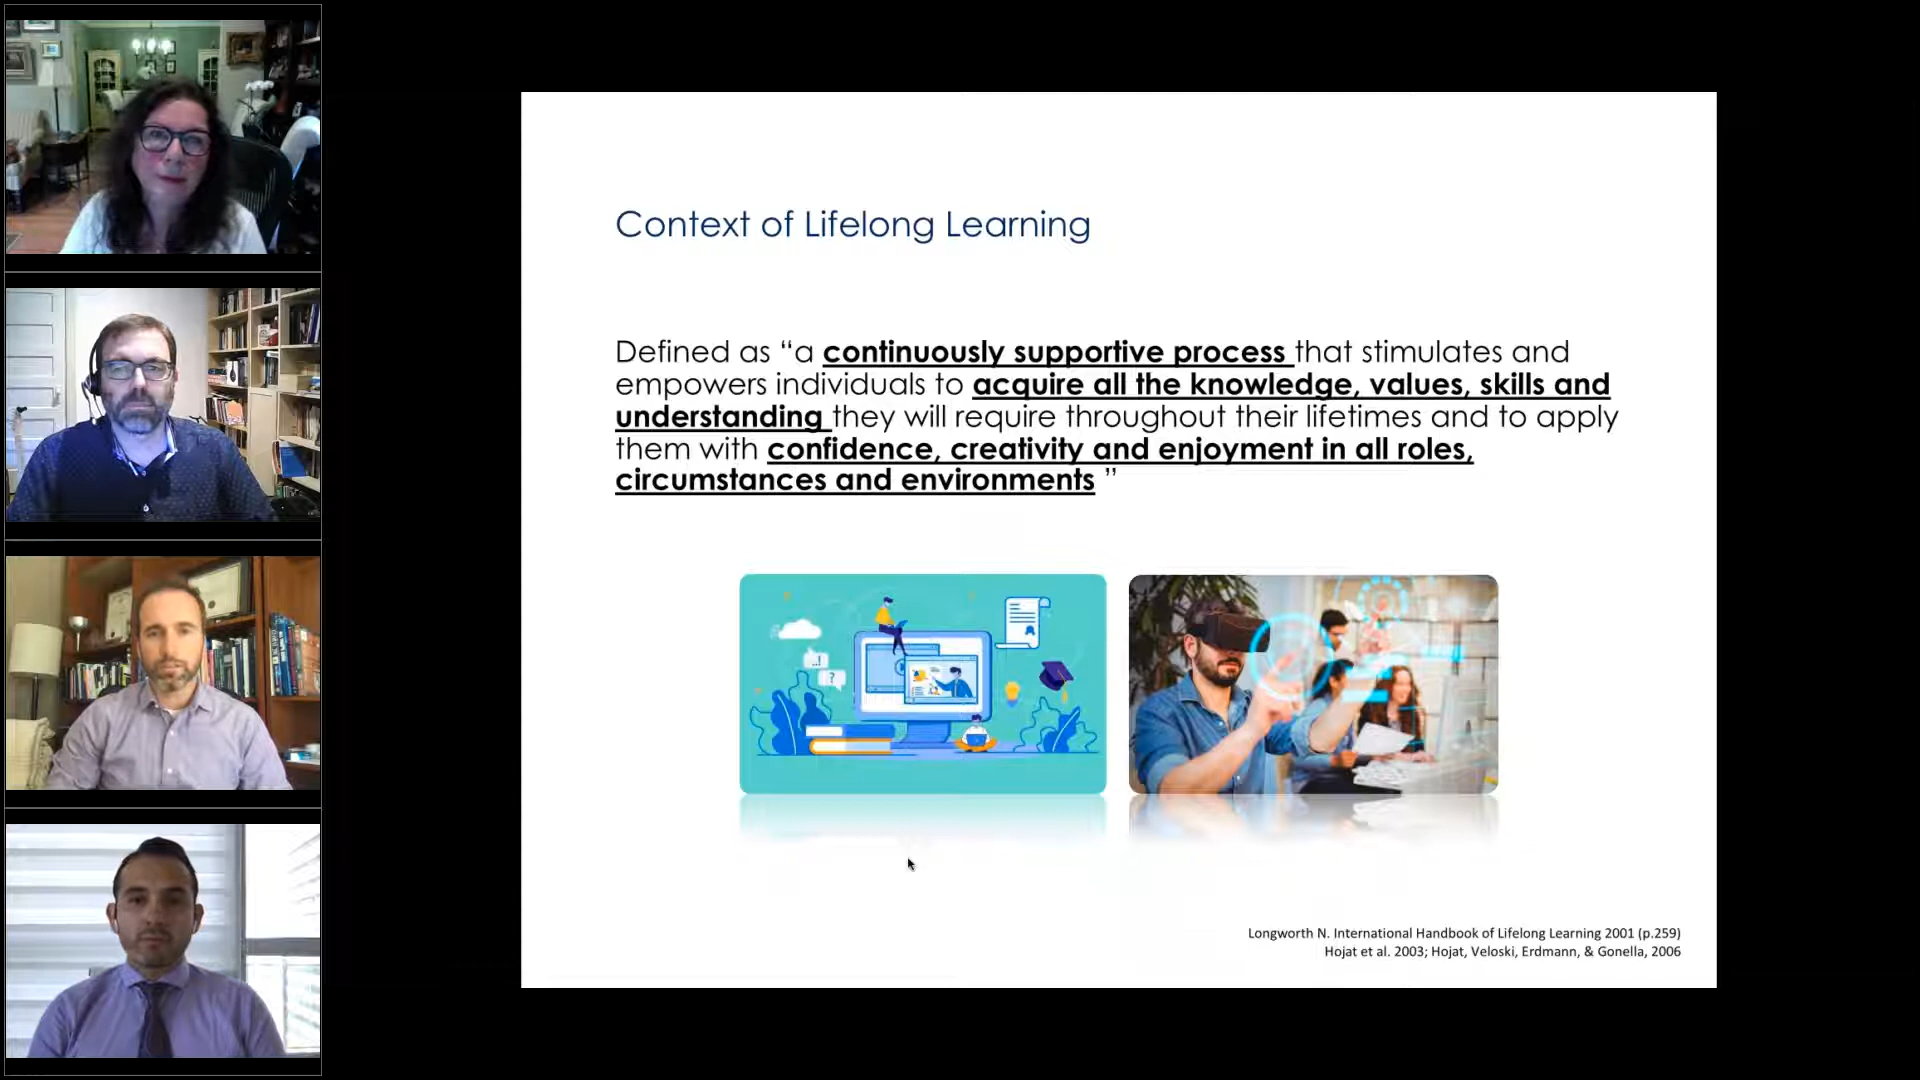 Context of Lifelong Learning
Defined as “a continuously supportive process that stimulates and
empowers individuals to acquire all the knowledge, values, skills and
understanding they will require throughout their lifetimes and to apply
them with confidence, creativity and enjoyment in all roles,
circumstances and environments ”
..!
?
Longworth N. International Handbook of Lifelong Learning 2001 (p.259)
Hojat et al. 2003; Hojat, Veloski, Erdmann, & Gonella, 2006